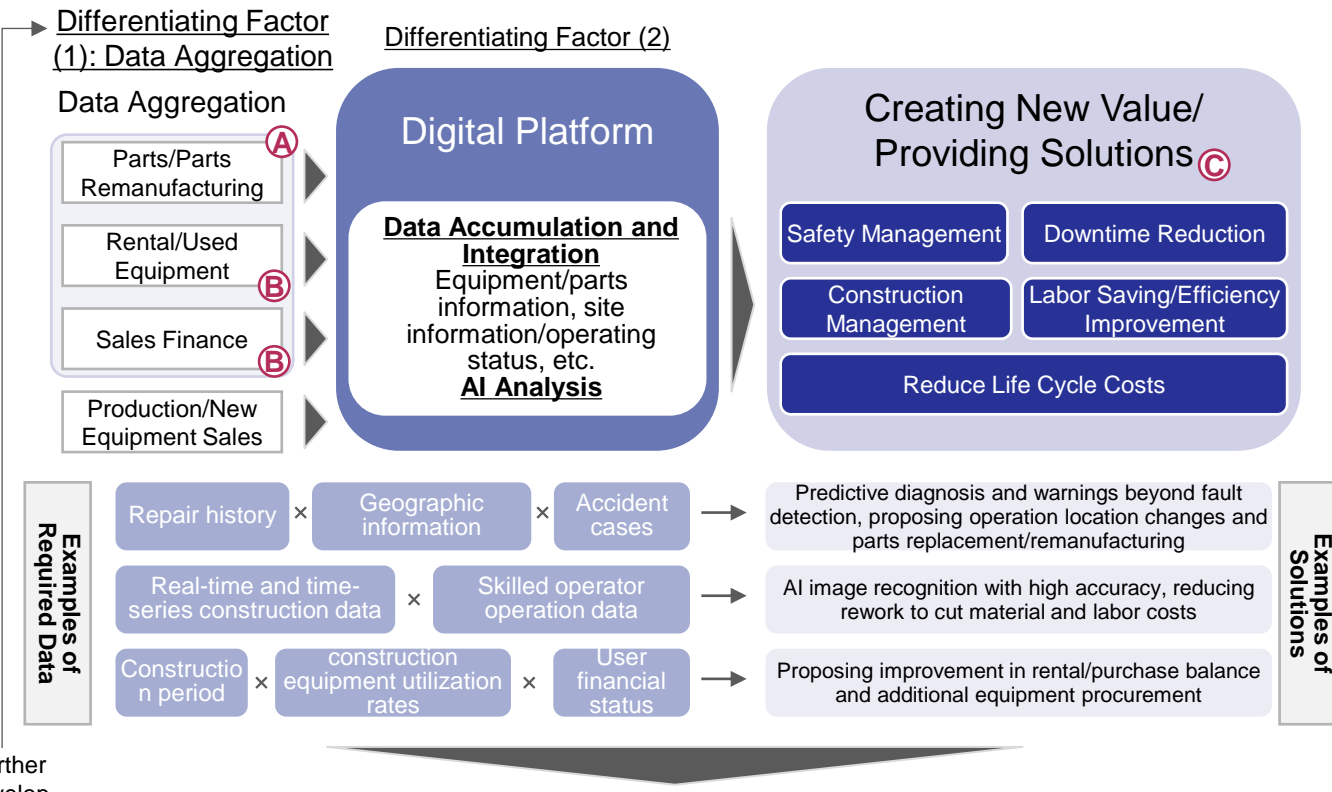 Differentiating Factor
(1): Data Aggregation
Differentiating Factor (2)
Data Aggregation
A
Parts/Parts
Remanufacturing
Rental/Used
Equipment
B
Sales Finance
B
Production/New
Equipment Sales
Digital Platform
Data Accumulation and
Integration
Equipment/parts
information, site
information/operating
status, etc.
AI Analysis
Creating New Value/
Providing Solutions
C
Safety Management
Downtime Reduction
Construction
Management
Labor Saving/Efficiency
Improvement
Reduce Life Cycle Costs
Examples of
Required Data
Repair history
×
Geographic
information
×
Accident
cases
Predictive diagnosis and warnings beyond fault
detection, proposing operation location changes and
parts replacement/remanufacturing
Real-time and time-
series construction data
×
Skilled operator
operation data
AI image recognition with high accuracy, reducing
rework to cut material and labor costs
Constructio
n period
×
construction
equipment utilization
rates
×
User
financial
status
Proposing improvement in rental/purchase balance
and additional equipment procurement
Examples of
Solutions